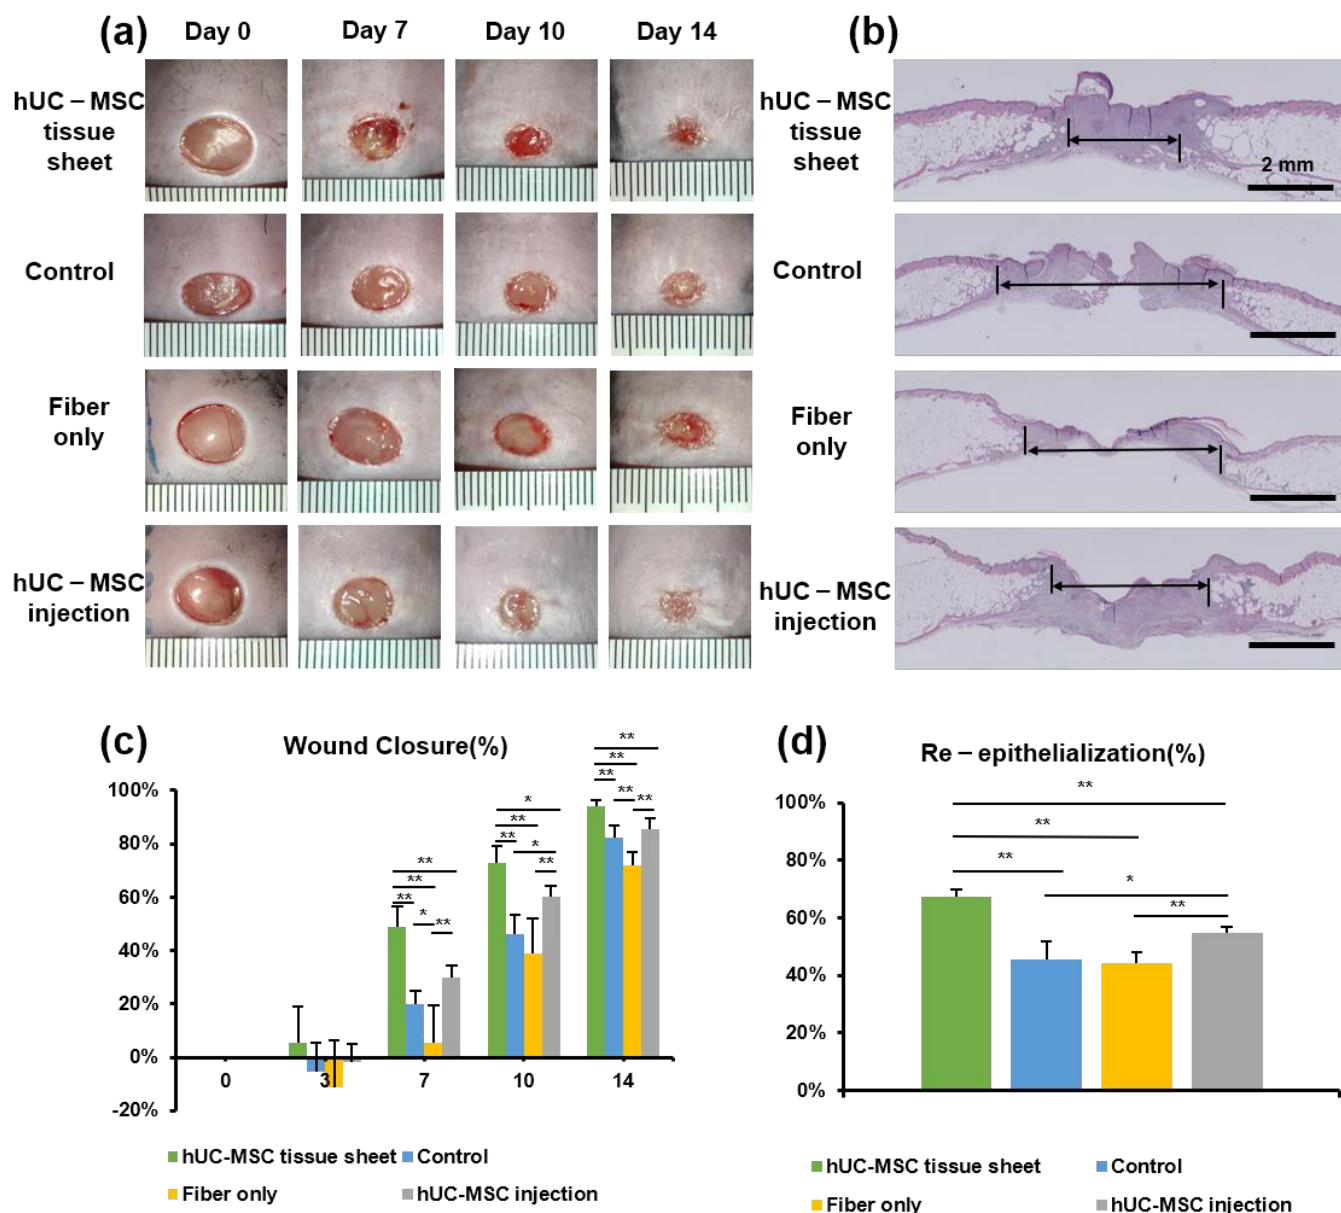 (a)
Day 0
Day 7
Day 10
Day 14
hUC – MSC
tissue
sheet
Control
Fiber
only
hUC – MSC
injection
(b)
hUC – MSC
tissue
sheet
2 mm
Control
Fiber
only
hUC – MSC
injection
(c)
Wound Closure(%)
100%
80%
60%
40%
20%
0%
-20%
0
3
7
10
14
**
**
**
*
**
*
**
**
*
**
**
**
**
**
**
**
hUC-MSC tissue sheet
Control
Fiber only
hUC-MSC injection
(d)
Re – epithelialization(%)
100%
80%
60%
40%
20%
0%
**
**
**
*
**
hUC-MSC tissue sheet
Control
Fiber only
hUC-MSC injection